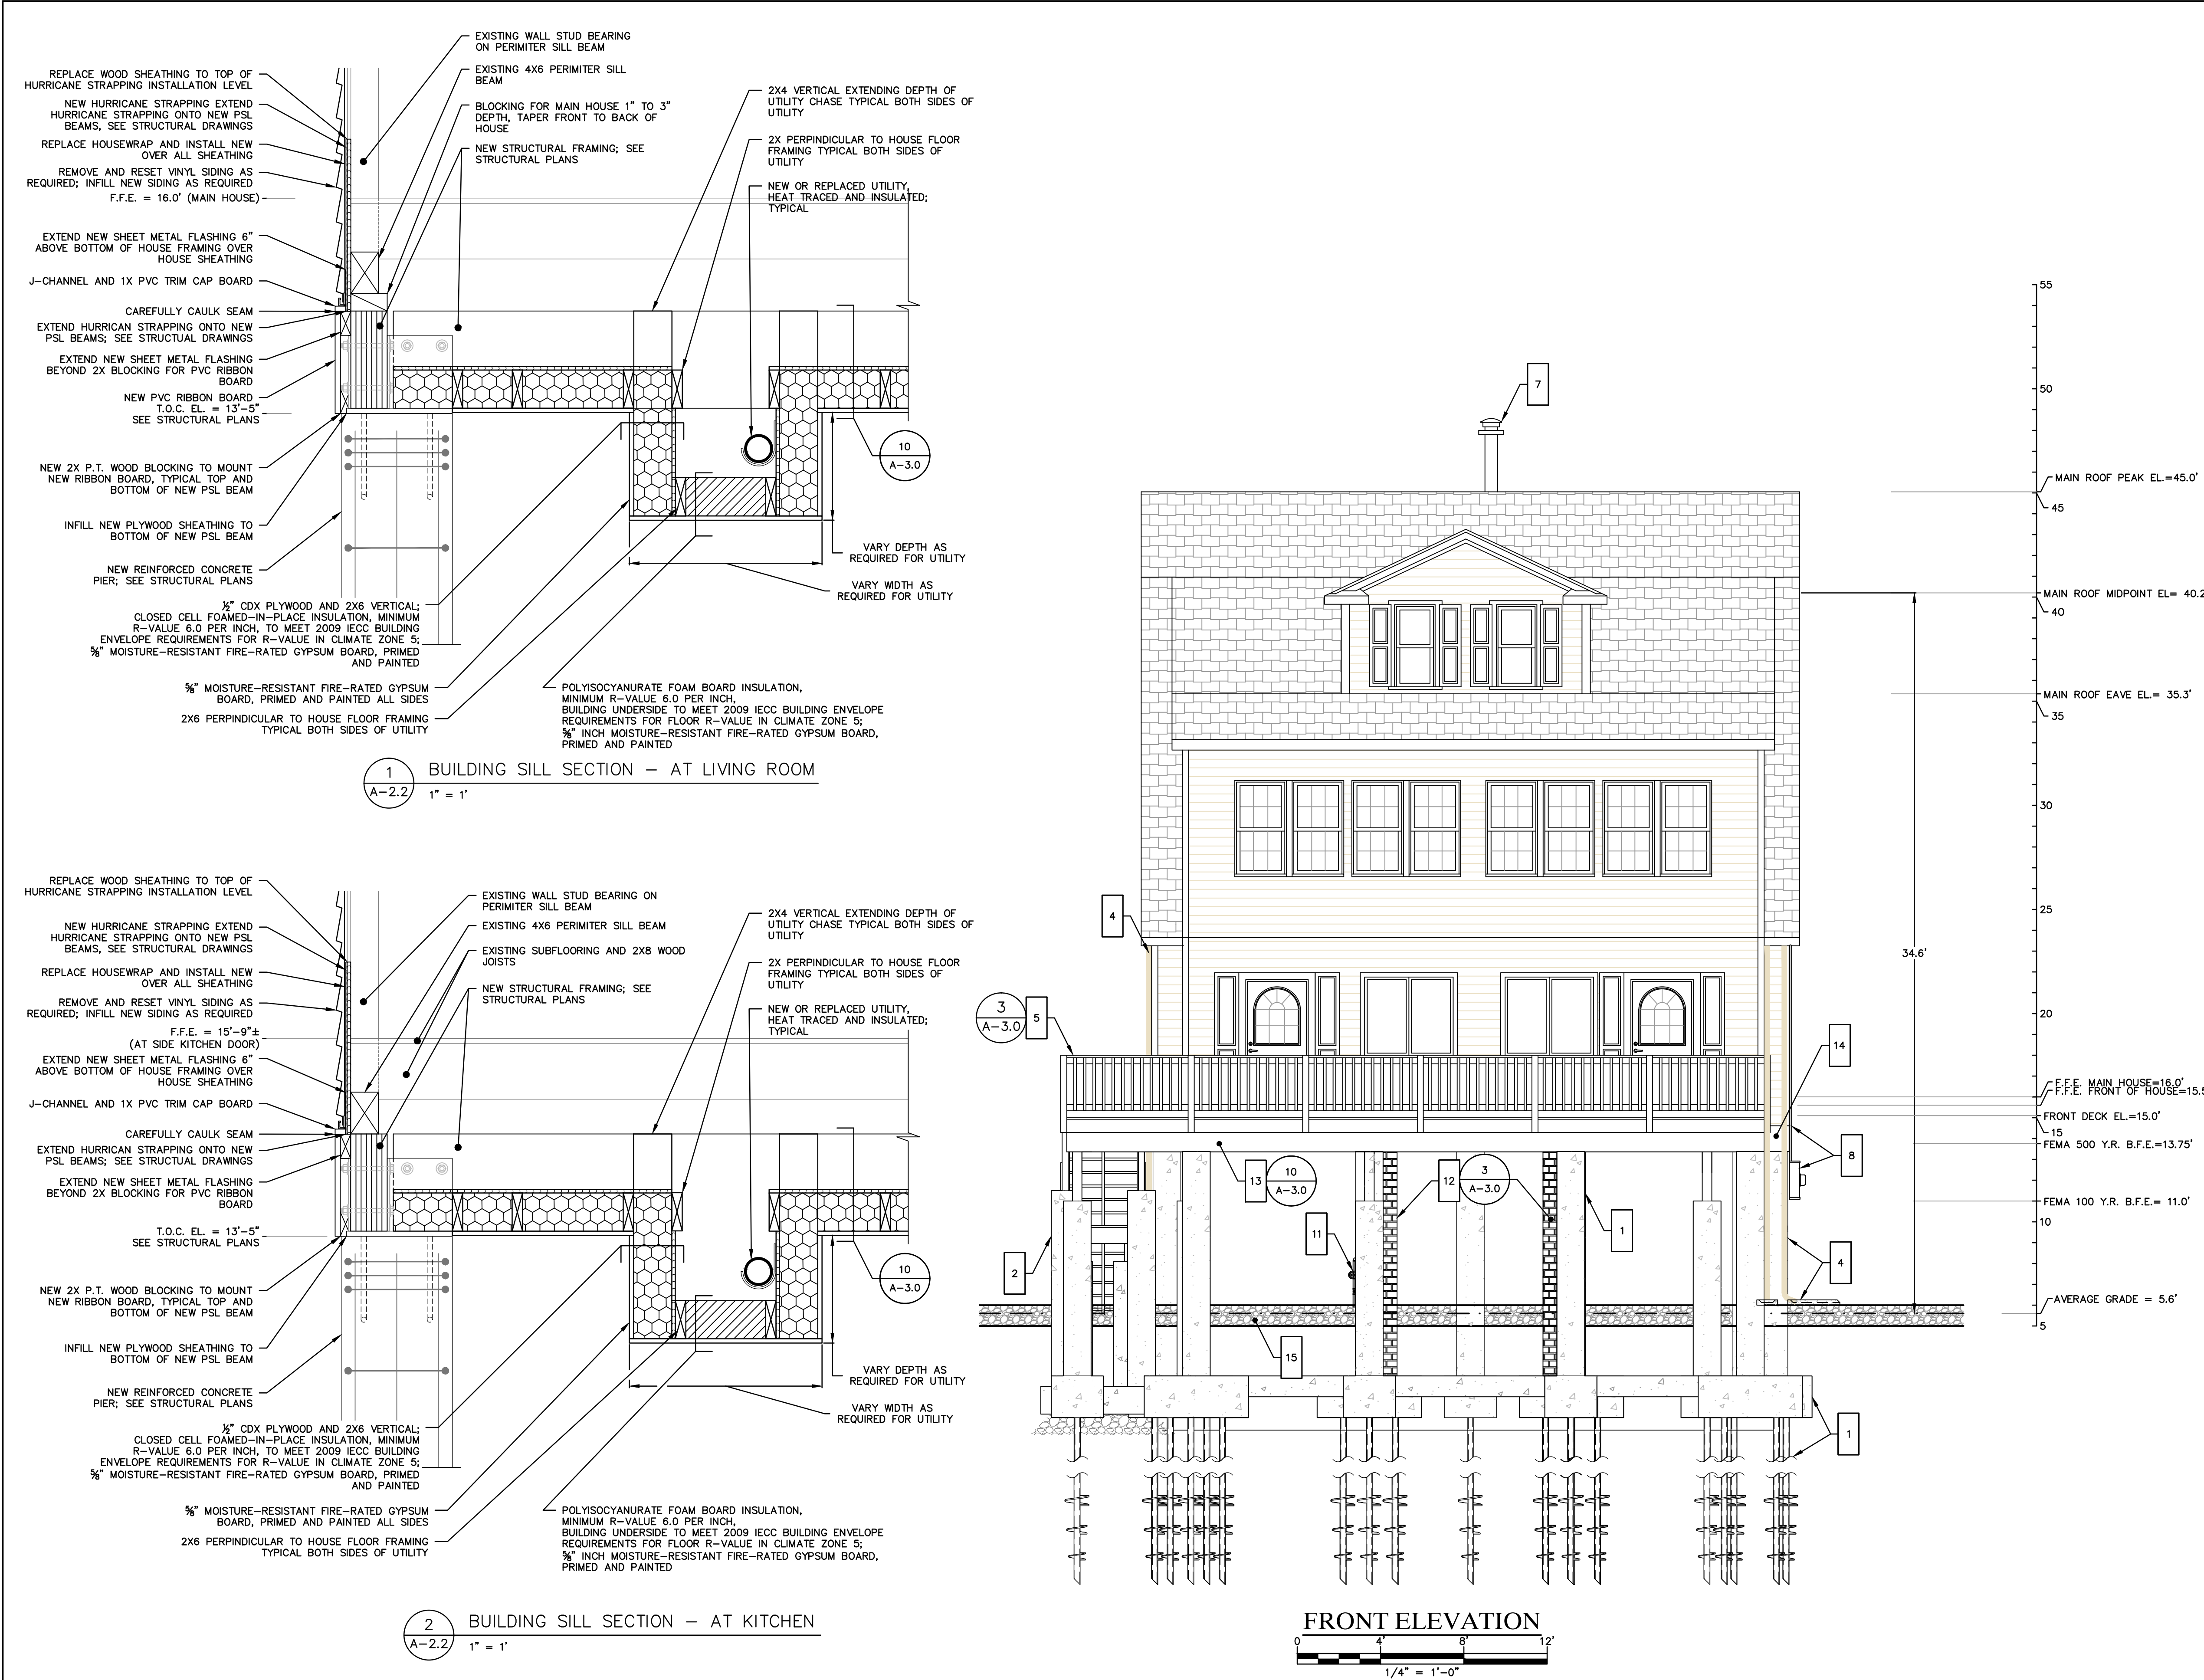 REPLACE WOOD SHEATHING TO TOP OF
HURRICANE STRAPPING INSTALLATION LEVEL
NEW HURRICANE STRAPPING EXTEND
HURRICANE STRAPPING ONTO NEW PSL
BEAMS, SEE STRUCTURAL DRAWINGS
REPLACE HOUSEWRAP AND INSTALL NEW
OVER ALL SHEATHING
REMOVE AND RESET VINYL SIDING AS
REQUIRED; INFILL NEW SIDING AS REQUIRED
F.F.E. = 16.0' (MAIN HOUSE)
EXTEND NEW SHEET METAL FLASHING 6"
ABOVE BOTTOM OF HOUSE FRAMING OVER
HOUSE SHEATHING
J-CHANNEL AND 1X PVC TRIM CAP BOARD
CAREFULLY CAULK SEAM
EXTEND HURRICAN STRAPPING ONTO NEW
PSL BEAMS; SEE STRUCTUAL DRAWINGS
EXTEND NEW SHEET METAL FLASHING
BEYOND 2X BLOCKING FOR PVC RIBBON
BOARD
NEW PVC RIBBON BOARD
T.O.C. EL. = 13'-5"
SEE STRUCTURAL PLANS
NEW 2X P.T. WOOD BLOCKING TO MOUNT
NEW RIBBON BOARD, TYPICAL TOP AND
BOTTOM OF NEW PSL BEAM
INFILL NEW PLYWOOD SHEATHING TO
BOTTOM OF NEW PSL BEAM
NEW REINFORCED CONCRETE
PIER; SEE STRUCTURAL PLANS
½" CDX PLYWOOD AND 2X6 VERTICAL;
CLOSED CELL FOAMED-IN-PLACE INSULATION, MINIMUM
R-VALUE 6.0 PER INCH, TO MEET 2009 IECC BUILDING
ENVELOPE REQUIREMENTS FOR R-VALUE IN CLIMATE ZONE 5;
⅝" MOISTURE-RESISTANT FIRE-RATED GYPSUM BOARD, PRIMED
AND PAINTED
⅝" MOISTURE-RESISTANT FIRE-RATED GYPSUM
BOARD, PRIMED AND PAINTED ALL SIDES
2X6 PERPINDICULAR TO HOUSE FLOOR FRAMING
TYPICAL BOTH SIDES OF UTILITY
EXISTING WALL STUD BEARING
ON PERIMITER SILL BEAM
EXISTING 4X6 PERIMITER SILL
BEAM
BLOCKING FOR MAIN HOUSE 1" TO 3"
DEPTH, TAPER FRONT TO BACK OF
HOUSE
NEW STRUCTURAL FRAMING; SEE
STRUCTURAL PLANS
2X4 VERTICAL EXTENDING DEPTH OF
UTILITY CHASE TYPICAL BOTH SIDES OF
UTILITY
2X PERPINDICULAR TO HOUSE FLOOR
FRAMING TYPICAL BOTH SIDES OF
UTILITY
NEW OR REPLACED UTILITY,
HEAT TRACED AND INSULATED;
TYPICAL
10
A-3.0
VARY DEPTH AS
REQUIRED FOR UTILITY
VARY WIDTH AS
REQUIRED FOR UTILITY
POLYISOCYANURATE FOAM BOARD INSULATION,
MINIMUM R-VALUE 6.0 PER INCH,
BUILDING UNDERSIDE TO MEET 2009 IECC BUILDING ENVELOPE
REQUIREMENTS FOR FLOOR R-VALUE IN CLIMATE ZONE 5;
⅝" INCH MOISTURE-RESISTANT FIRE-RATED GYPSUM BOARD,
PRIMED AND PAINTED
1
A-2.2
BUILDING SILL SECTION - AT LIVING ROOM
1" = 1'
REPLACE WOOD SHEATHING TO TOP OF
HURRICANE STRAPPING INSTALLATION LEVEL
NEW HURRICANE STRAPPING EXTEND
HURRICANE STRAPPING ONTO NEW PSL
BEAMS, SEE STRUCTURAL DRAWINGS
REPLACE HOUSEWRAP AND INSTALL NEW
OVER ALL SHEATHING
REMOVE AND RESET VINYL SIDING AS
REQUIRED; INFILL NEW SIDING AS REQUIRED
F.F.E. = 15'-9"±
(AT SIDE KITCHEN DOOR)
EXTEND NEW SHEET METAL FLASHING 6"
ABOVE BOTTOM OF HOUSE FRAMING OVER
HOUSE SHEATHING
J-CHANNEL AND 1X PVC TRIM CAP BOARD
CAREFULLY CAULK SEAM
EXTEND HURRICAN STRAPPING ONTO NEW
PSL BEAMS; SEE STRUCTUAL DRAWINGS
EXTEND NEW SHEET METAL FLASHING
BEYOND 2X BLOCKING FOR PVC RIBBON
BOARD
T.O.C. EL. = 13'-5"
SEE STRUCTURAL PLANS
NEW 2X P.T. WOOD BLOCKING TO MOUNT
NEW RIBBON BOARD, TYPICAL TOP AND
BOTTOM OF NEW PSL BEAM
INFILL NEW PLYWOOD SHEATHING TO
BOTTOM OF NEW PSL BEAM
NEW REINFORCED CONCRETE
PIER; SEE STRUCTURAL PLANS
½" CDX PLYWOOD AND 2X6 VERTICAL;
CLOSED CELL FOAMED-IN-PLACE INSULATION, MINIMUM
R-VALUE 6.0 PER INCH, TO MEET 2009 IECC BUILDING
ENVELOPE REQUIREMENTS FOR R-VALUE IN CLIMATE ZONE 5;
⅝" MOISTURE-RESISTANT FIRE-RATED GYPSUM BOARD, PRIMED
AND PAINTED
⅝" MOISTURE-RESISTANT FIRE-RATED GYPSUM
BOARD, PRIMED AND PAINTED ALL SIDES
2X6 PERPINDICULAR TO HOUSE FLOOR FRAMING
TYPICAL BOTH SIDES OF UTILITY
EXISTING WALL STUD BEARING ON
PERIMITER SILL BEAM
EXISTING 4X6 PERIMITER SILL BEAM
EXISTING SUBFLOORING AND 2X8 WOOD
JOISTS
NEW STRUCTURAL FRAMING; SEE
STRUCTURAL PLANS
2X4 VERTICAL EXTENDING DEPTH OF
UTILITY CHASE TYPICAL BOTH SIDES OF
UTILITY
2X PERPINDICULAR TO HOUSE FLOOR
FRAMING TYPICAL BOTH SIDES OF
UTILITY
NEW OR REPLACED UTILITY,
HEAT TRACED AND INSULATED;
TYPICAL
10
A-3.0
VARY DEPTH AS
REQUIRED FOR UTILITY
VARY WIDTH AS
REQUIRED FOR UTILITY
POLYISOCYANURATE FOAM BOARD INSULATION,
MINIMUM R-VALUE 6.0 PER INCH,
BUILDING UNDERSIDE TO MEET 2009 IECC BUILDING ENVELOPE
REQUIREMENTS FOR FLOOR R-VALUE IN CLIMATE ZONE 5;
⅝" INCH MOISTURE-RESISTANT FIRE-RATED GYPSUM BOARD,
PRIMED AND PAINTED
2
A-2.2
BUILDING SILL SECTION - AT KITCHEN
1" = 1'
7
4
3
A-3.0
5
14
8
13
10
A-3.0
12
3
A-3.0
1
11
2
4
15
1
34.6'
55
50
MAIN ROOF PEAK EL.=45.0'
45
MAIN ROOF MIDPOINT EL= 40.2
40
MAIN ROOF EAVE EL.= 35.3'
35
30
25
20
F.F.E. MAIN HOUSE=16.0'
F.F.E. FRONT OF HOUSE=15.5
FRONT DECK EL.=15.0'
15
FEMA 500 Y.R. B.F.E.=13.75'
FEMA 100 Y.R. B.F.E.= 11.0'
10
AVERAGE GRADE = 5.6'
5
FRONT ELEVATION
0 4' 8' 12'
1/4" = 1'-0"